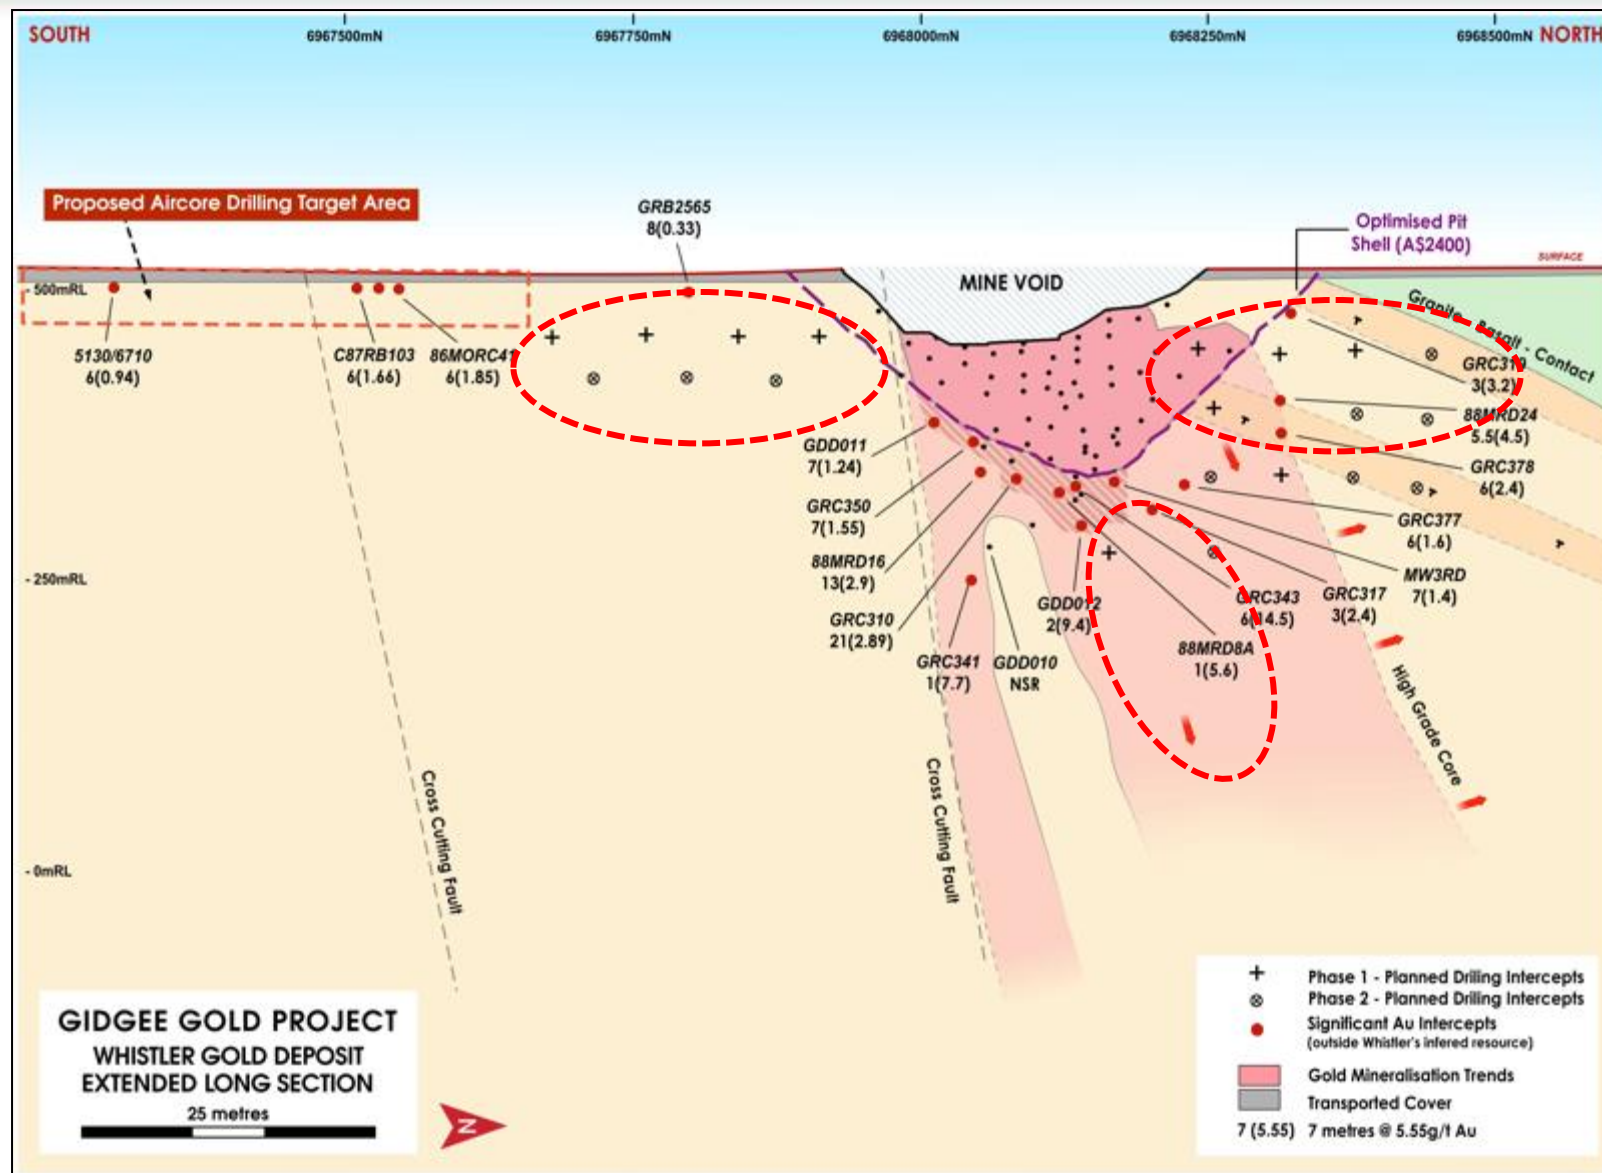 SOUTH
6967500mN
6967750mN
6968000mN
6968250mN
6968500mN
NORTH
Proposed Aircore Drilling Target Area
GRB2565
8(0.33)
Optimised Pit
Shell (A$2400)
SURFACE
MINE VOID
- 500mRL
Granite - Basalt - Contact
5130/6710
6(0.94)
C87RB103
6(1.66)
86MORC41
6(1.85)
GRC319
3(3.2)
88MRD24
5.5(4.5)
GRC378
6(2.4)
GDD011
7(1.24)
GRC350
7(1.55)
88MRD16
13(2.9)
GRC310
21(2.89)
GRC377
6(1.6)
MW3RD
7(1.4)
- 250mRL
GDD012
2(9.4)
GRC343
6(14.5)
GRC317
3(2.4)
88MRD8A
1(5.6)
GRC341
1(7.7)
GDD010
NSR
High Grade Core
Cross Cutting Fault
Cross Cutting Fault
- 0mRL
GIDGEE GOLD PROJECT
WHISTLER GOLD DEPOSIT
EXTENDED LONG SECTION
25 metres
N
Phase 1 - Planned Drilling Intercepts
Phase 2 - Planned Drilling Intercepts
Significant Au Intercepts
(outside Whistler's infered resource)
Gold Mineralisation Trends
Transported Cover
7 (5.55) 7 metres @ 5.55g/t Au